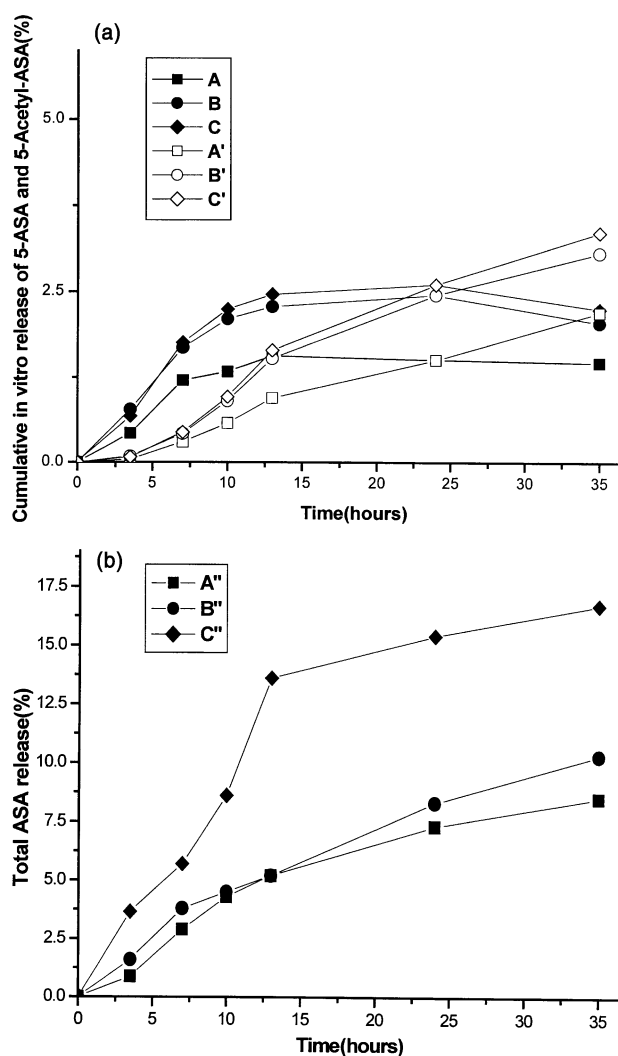 (a)
Cumulative in vitro release of 5-ASA and 5-Acetyl-ASA(%)
5.0
2.5
0.0
A
B
C
A'
B'
C'
0 5 10 15 20 25 30 35
Time(hours)
(b)
Total ASA release(%)
17.5
15.0
12.5
10.0
7.5
5.0
2.5
0.0
A"
B"
C"
0 5 10 15 20 25 30 35
Time(hours)